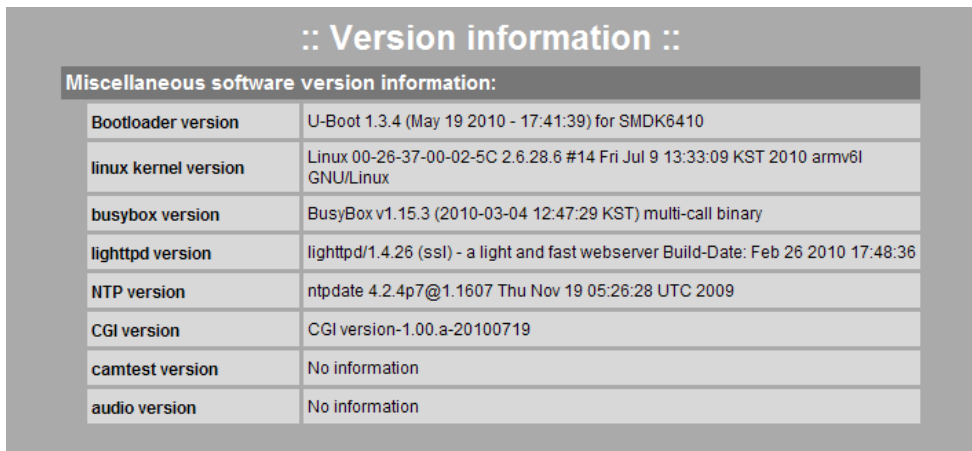 :: Version information ::
Miscellaneous software version information:
Bootloader version U-Boot 1.3.4 (May 19 2010 - 17:41:39) for SMDK6410
linux kernel version Linux 00-26-37-00-02-5C 2.6.28.6 #14 Fri Jul 9 13:33:09 KST 2010 armv6l
GNU/Linux
busybox version BusyBox v1.15.3 (2010-03-04 12:47:29 KST) multi-call binary
lighttpd version lighttpd/1.4.26 (ssl) - a light and fast webserver Build-Date: Feb 26 2010 17:48:36
NTP version ntpdate 4.2.4p7@1.1607 Thu Nov 19 05:26:28 UTC 2009
CGI version CGI version-1.00.a-20100719
camtest version No information
audio version No information